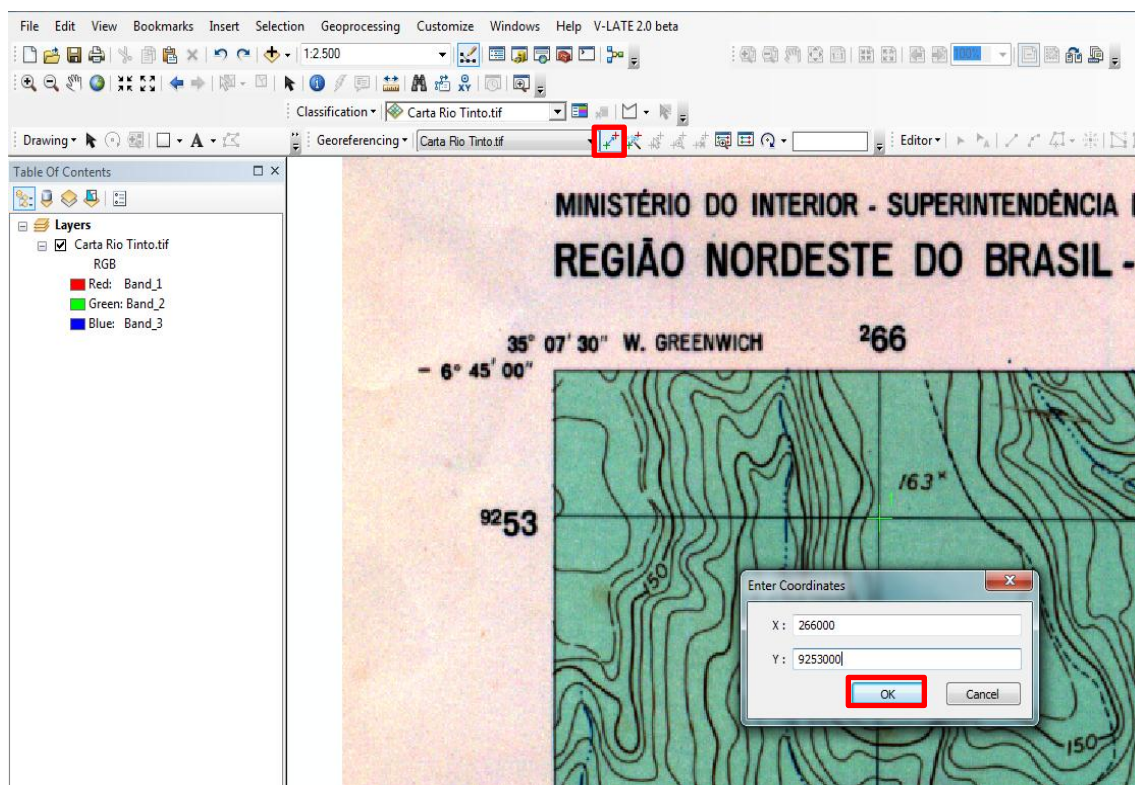 File Edit View Bookmarks Insert Selection Geoprocessing Customize Windows Help V-LATE 2.0 beta
1:2.500
100%
Classification Carta Rio Tinto.tif
Drawing A Georeferencing Carta Rio Tinto.tif Editor
Table Of Contents
Layers
Carta Rio Tinto.tif
RGB
Red: Band_1
Green: Band_2
Blue: Band_3
MINISTÉRIO DO INTERIOR - SUPERINTENDÊNCIA
REGIÃO NORDESTE DO BRASIL -
35° 07' 30" W. GREENWICH ²66
- 6° 45' 00"
163 x
1
⁹²53
150
Enter Coordinates
X: 266000
Y: 9253000
OK Cancel
150